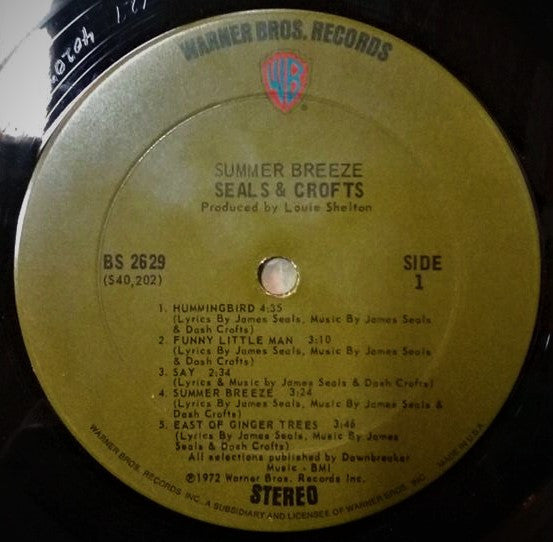 12.1
4020
WARNER BROS. RECORDS
WB
®
SUMMER BREEZE
SEALS & CROFTS
Produced by Louie Shelton
BS 2629
(S40,202)
SIDE
1
1. HUMMINGBIRD 4:35
(Lyrics By James Seals, Music By James Seals
& Dash Crofts)
2. FUNNY LITTLE MAN 3:10
(Lyrics By James Seals, Music By James Seals
& Dash Crofts)
3. SAY 2:34
(Lyrics & Music by James Seals & Dash Crofts)
4. SUMMER BREEZE 3:24
(Lyrics By James Seals, Music By James Seals &
Dash Crofts)
5. EAST OF GINGER TREES 3:46
(Lyrics By James Seals, Music By James
Seals & Dash Crofts)
All selections published by Dawnbreaker
Music - BMI
℗1972 Warner Bros. Records Inc.
STEREO
WARNER BROS. RECORDS INC. A SUBSIDIARY AND LICENSEE OF WARNER BROS. INC. MADE IN U.S.A.